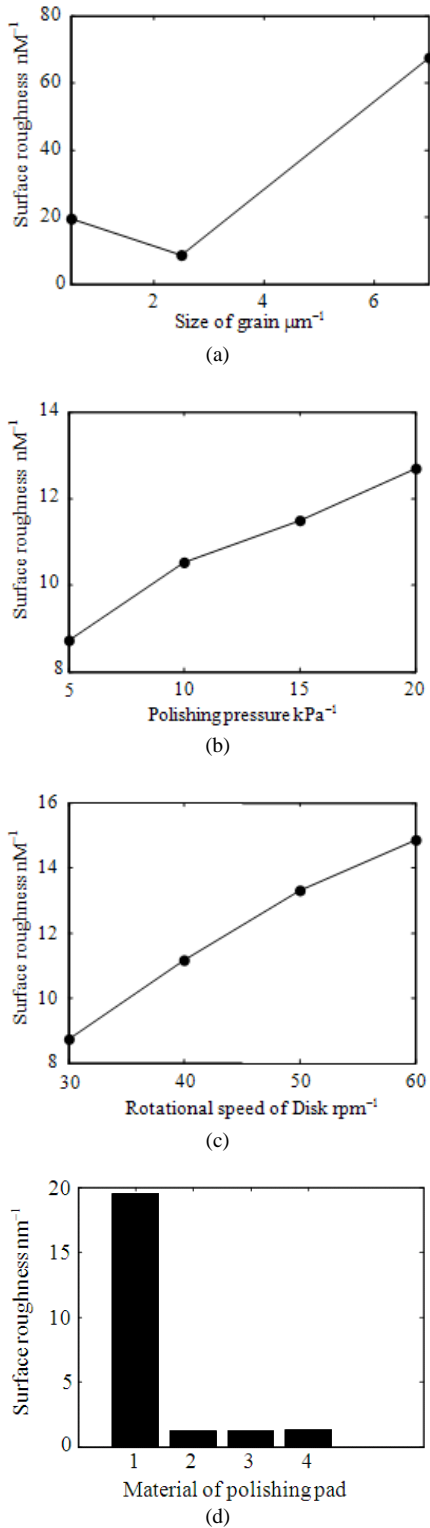 80
60
40
20
0
Surface roughness nM⁻¹
2 4 6
Size of grain μm⁻¹
(a)
14
12
10
8
Surface roughness nM⁻¹
5 10 15 20
Polishing pressure kPa⁻¹
(b)
16
14
12
10
8
Surface roughness nM⁻¹
30 40 50 60
Rotational speed of Disk rpm⁻¹
(c)
20
15
10
5
0
Surface roughness nm⁻¹
1 2 3 4
Material of polishing pad
(d)